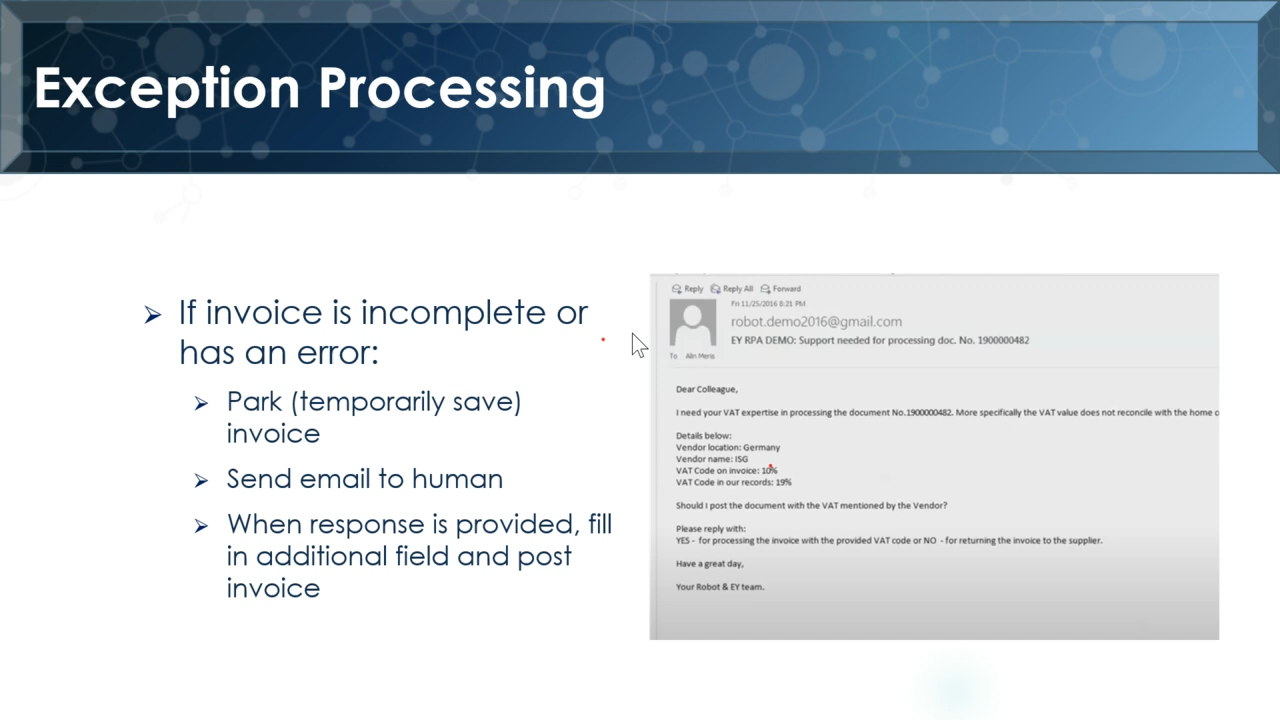 Exception Processing
If invoice is incomplete or
has an error:
Park (temporarily save)
invoice
Send email to human
When response is provided, fill
in additional field and post
invoice
Reply Reply All Forward
Fri 11/25/2016 8:21 PM
robot.demo2016@gmail.com
EY RPA DEMO: Support needed for processing doc. No. 1900000482
To Alin Meris
Dear Colleague,
I need your VAT expertise in processing the document No.1900000482. More specifically the VAT value does not reconcile with the home c
Details below:
Vendor location: Germany
Vendor name: ISG
VAT Code on invoice: 10%
VAT Code in our records: 19%
Should I post the document with the VAT mentioned by the Vendor?
Please reply with:
YES - for processing the invoice with the provided VAT code or NO - for returning the invoice to the supplier.
Have a great day,
Your Robot & EY team.